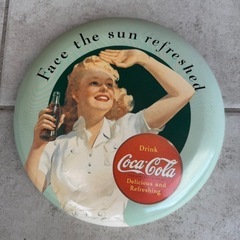 Face the sun refreshed
Drink
Coca-Cola
Delicious and
Refreshing